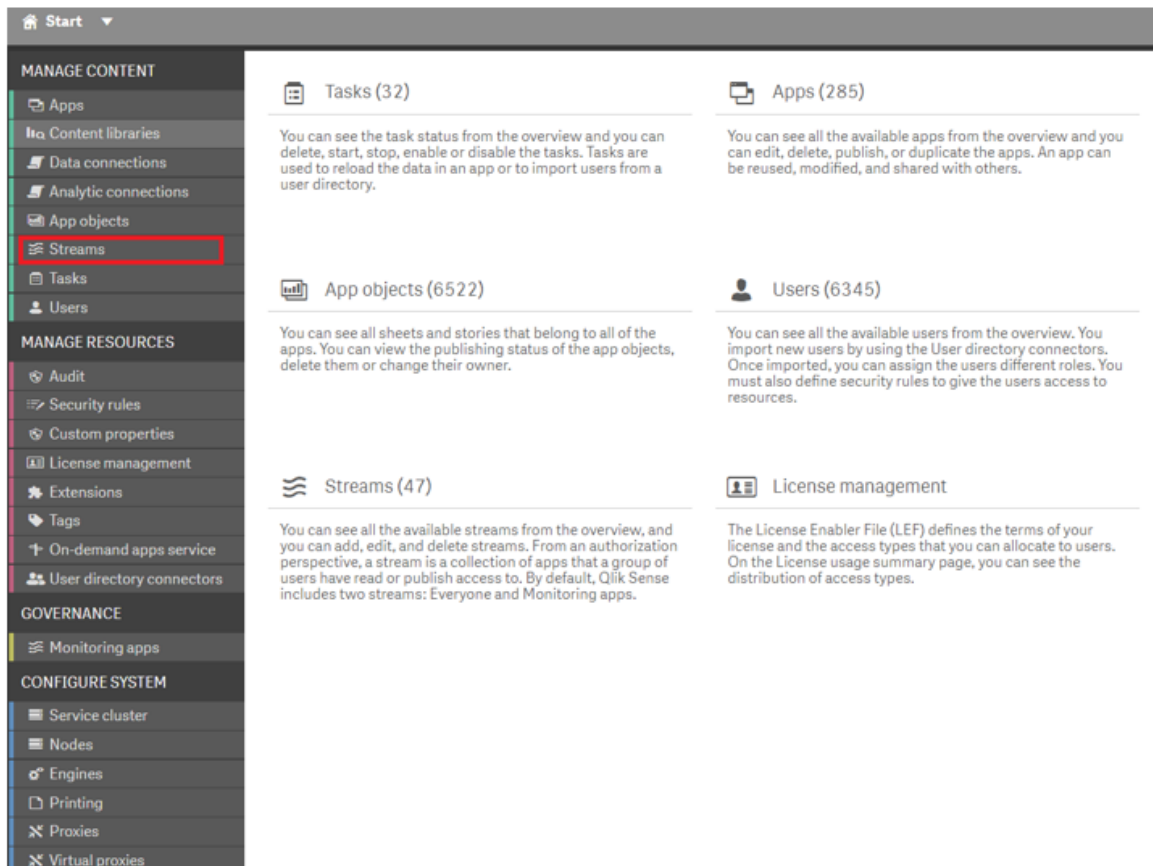 Start
MANAGE CONTENT
Apps
Content libraries
Data connections
Analytic connections
App objects
Streams
Tasks
Users
MANAGE RESOURCES
Audit
Security rules
Custom properties
License management
Extensions
Tags
On-demand apps service
User directory connectors
GOVERNANCE
Monitoring apps
CONFIGURE SYSTEM
Service cluster
Nodes
Engines
Printing
Proxies
Virtual proxies
Tasks (32)
You can see the task status from the overview and you can
delete, start, stop, enable or disable the tasks. Tasks are
used to reload the data in an app or to import users from a
user directory.
Apps (285)
You can see all the available apps from the overview and you
can edit, delete, publish, or duplicate the apps. An app can
be reused, modified, and shared with others.
App objects (6522)
You can see all sheets and stories that belong to all of the
apps. You can view the publishing status of the app objects,
delete them or change their owner.
Users (6345)
You can see all the available users from the overview. You
import new users by using the User directory connectors.
Once imported, you can assign the users different roles. You
must also define security rules to give the users access to
resources.
Streams (47)
You can see all the available streams from the overview, and
you can add, edit, and delete streams. From an authorization
perspective, a stream is a collection of apps that a group of
users have read or publish access to. By default, Qlik Sense
includes two streams: Everyone and Monitoring apps.
License management
The License Enabler File (LEF) defines the terms of your
license and the access types that you can allocate to users.
On the License usage summary page, you can see the
distribution of access types.